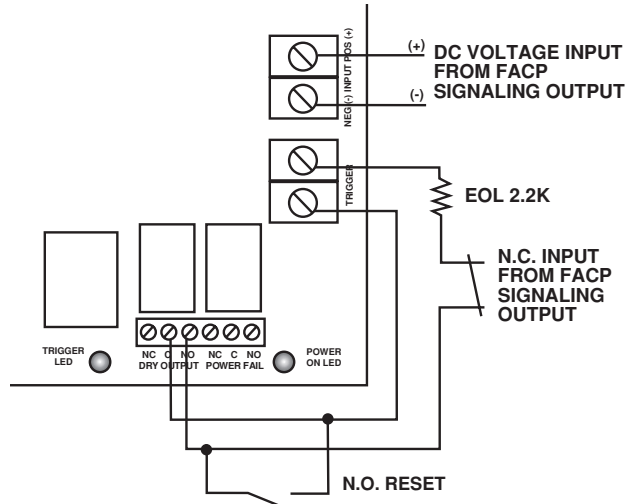 NEG (-) INPUT POS (+)
(+) DC VOLTAGE INPUT
FROM FACP
(-) SIGNALING OUTPUT
TRIGGER
EOL 2.2K
N.C. INPUT
FROM FACP
SIGNALING
OUTPUT
TRIGGER
LED
NC C NO NC C NO
DRY OUTPUT POWER FAIL
POWER
ON LED
N.O. RESET